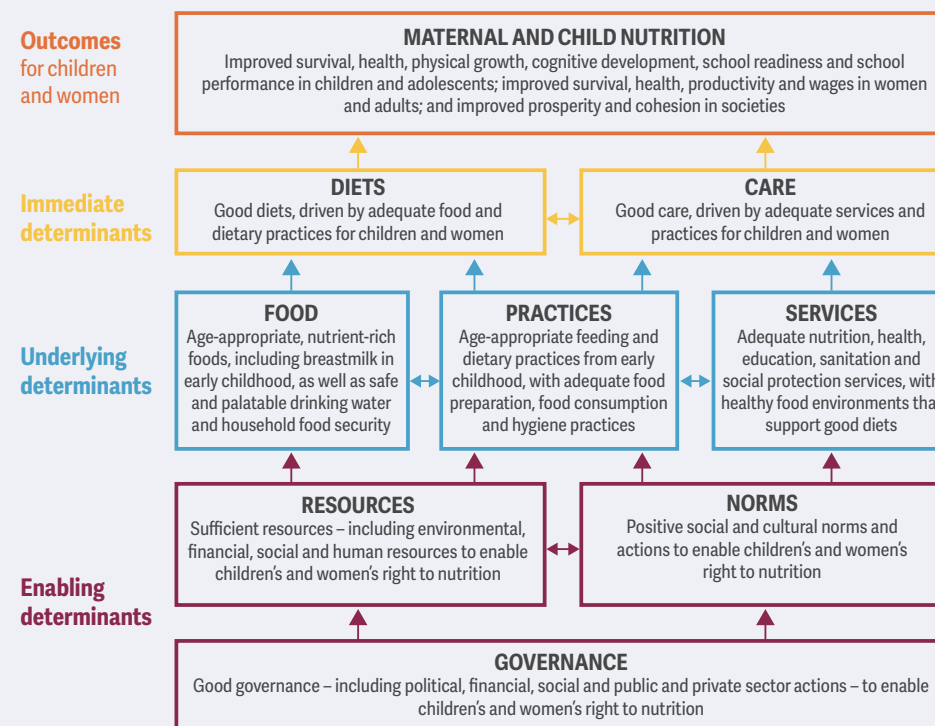 Outcomes
for children
and women
MATERNAL AND CHILD NUTRITION
Improved survival, health, physical growth, cognitive development, school readiness and school
performance in children and adolescents; improved survival, health, productivity and wages in women
and adults; and improved prosperity and cohesion in societies
Immediate
determinants
DIETS
Good diets, driven by adequate food and
dietary practices for children and women
CARE
Good care, driven by adequate services and
practices for children and women
Underlying
determinants
FOOD
Age-appropriate, nutrient-rich
foods, including breastmilk in
early childhood, as well as safe
and palatable drinking water
and household food security
PRACTICES
Age-appropriate feeding and
dietary practices from early
childhood, with adequate food
preparation, food consumption
and hygiene practices
SERVICES
Adequate nutrition, health,
education, sanitation and
social protection services, with
healthy food environments tha
support good diets
Enabling
determinants
RESOURCES
Sufficient resources – including environmental,
financial, social and human resources to enable
children's and women's right to nutrition
NORMS
Positive social and cultural norms and
actions to enable children's and women's
right to nutrition
GOVERNANCE
Good governance – including political, financial, social and public and private sector actions – to enable
children's and women's right to nutrition